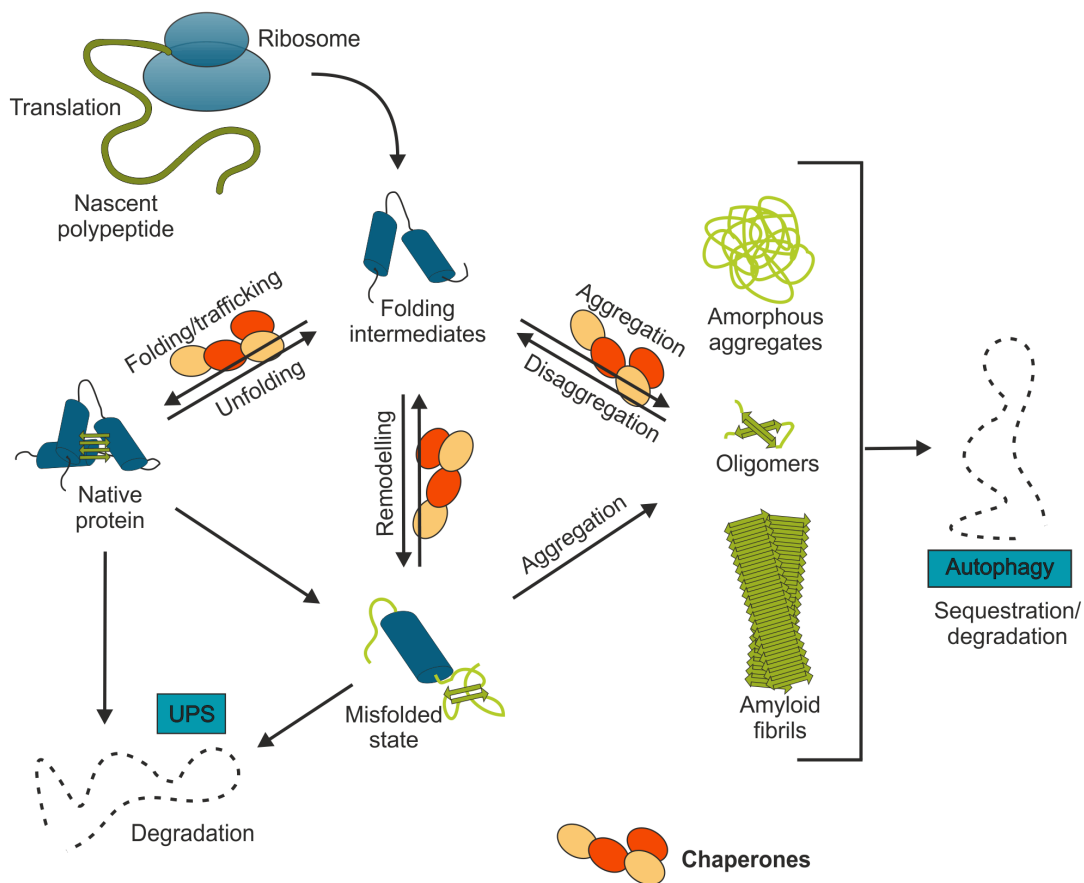 Ribosome
Translation
Nascent
polypeptide
Folding/trafficking
Unfolding
Folding
intermediates
Aggregation
Disaggregation
Amorphous
aggregates
Native
protein
Remodelling
Aggregation
Oligomers
Autophagy
Sequestration/
degradation
UPS
Misfolded
state
Amyloid
fibrils
Degradation
Chaperones